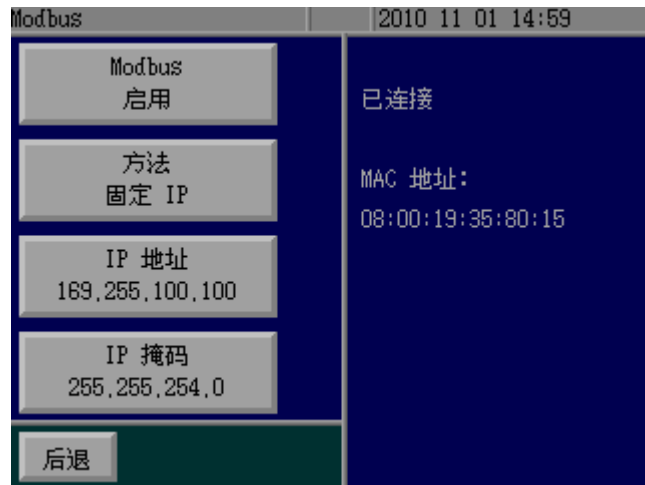 Modbus 2010 11 01 14:59
Modbus
启用
方法
固定 IP
IP 地址
169.255.100.100
IP 掩码
255.255.254.0
后退
已连接
MAC 地址:
08:00:19:35:80:15